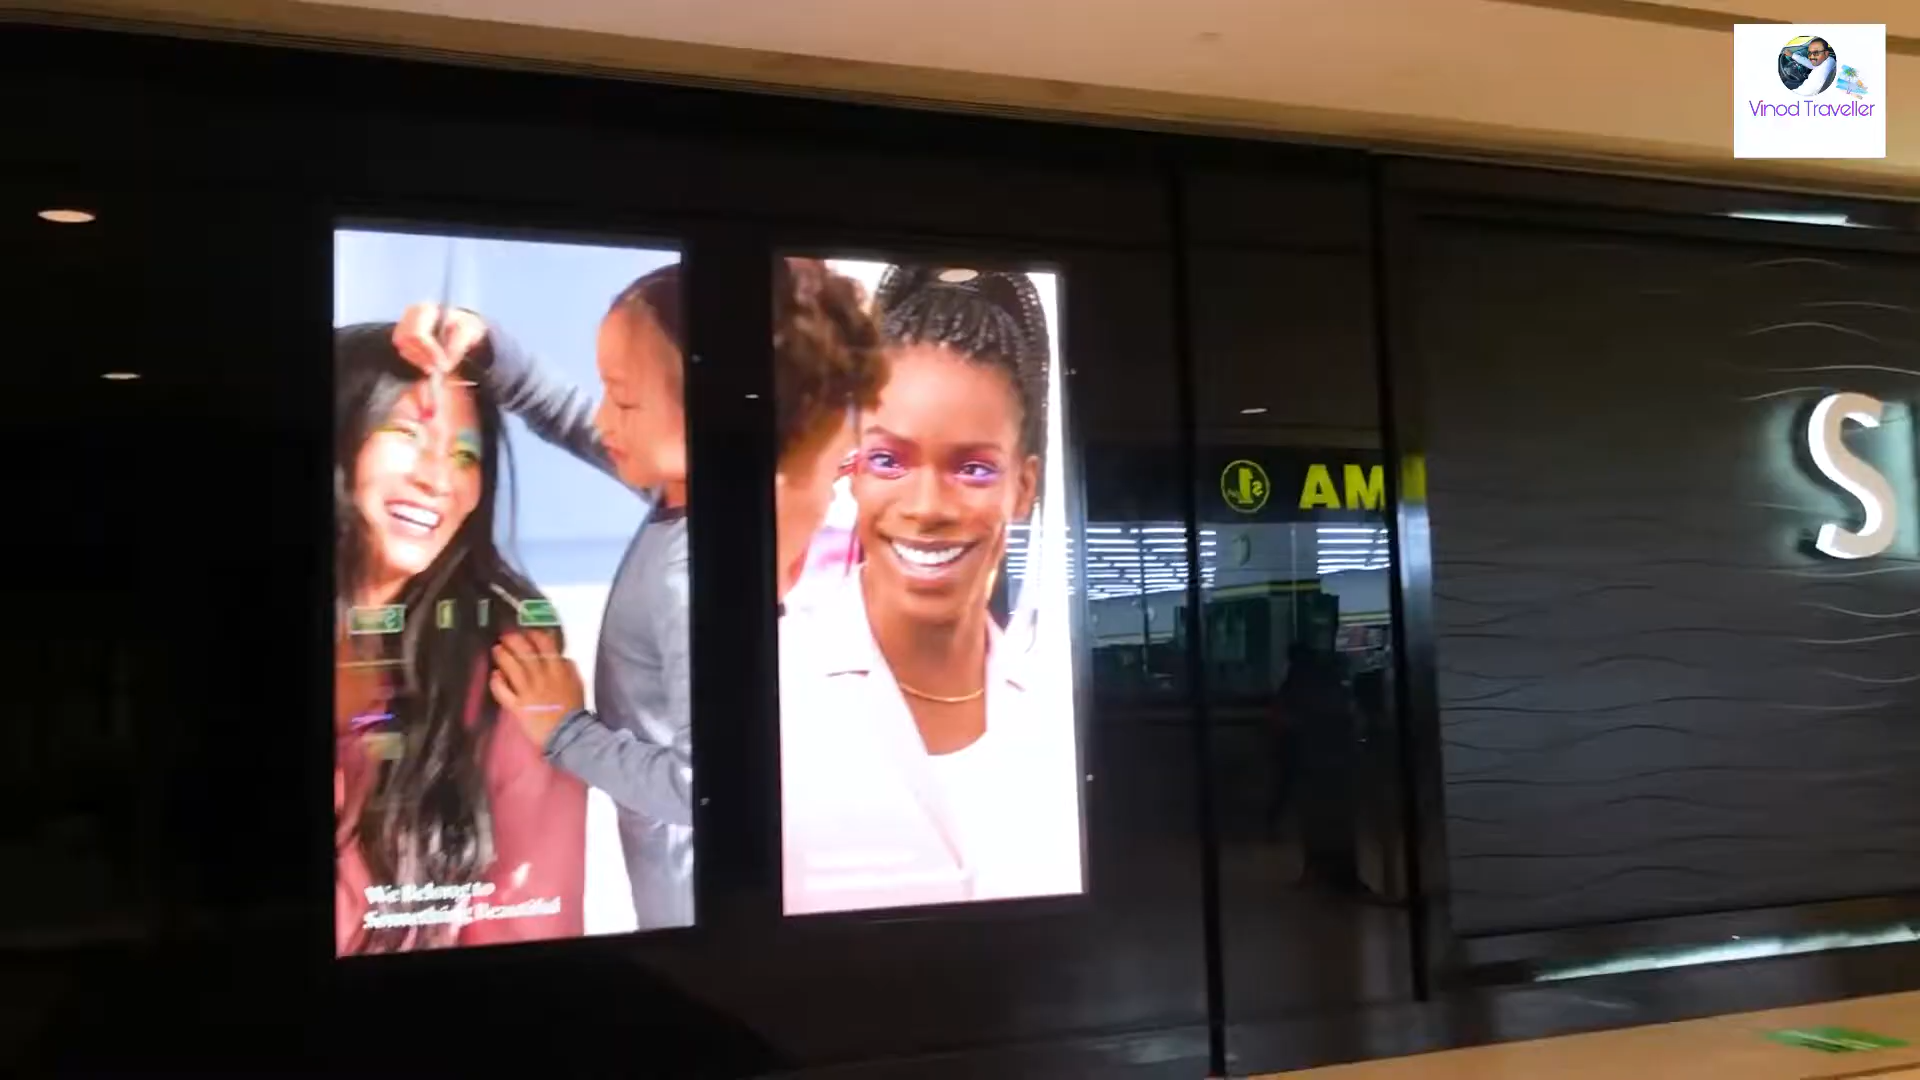 Vinod Traveller
AM
S
We Belong to
Something Beautiful